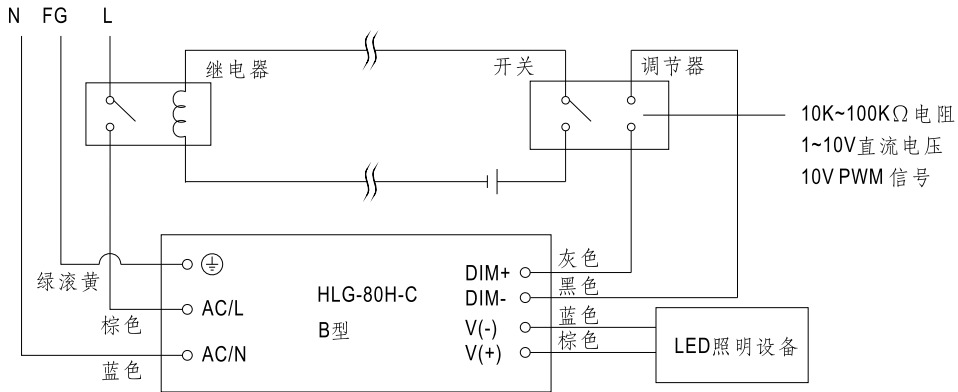 N FG L
继电器
开关
调节器
10K~100KΩ电阻
1~10V直流电压
10V PWM 信号
绿滚黄
棕色
蓝色
AC/L
AC/N
HLG-80H-C
B型
DIM+
DIM-
V(-)
V(+)
灰色
黑色
蓝色
棕色
LED照明设备